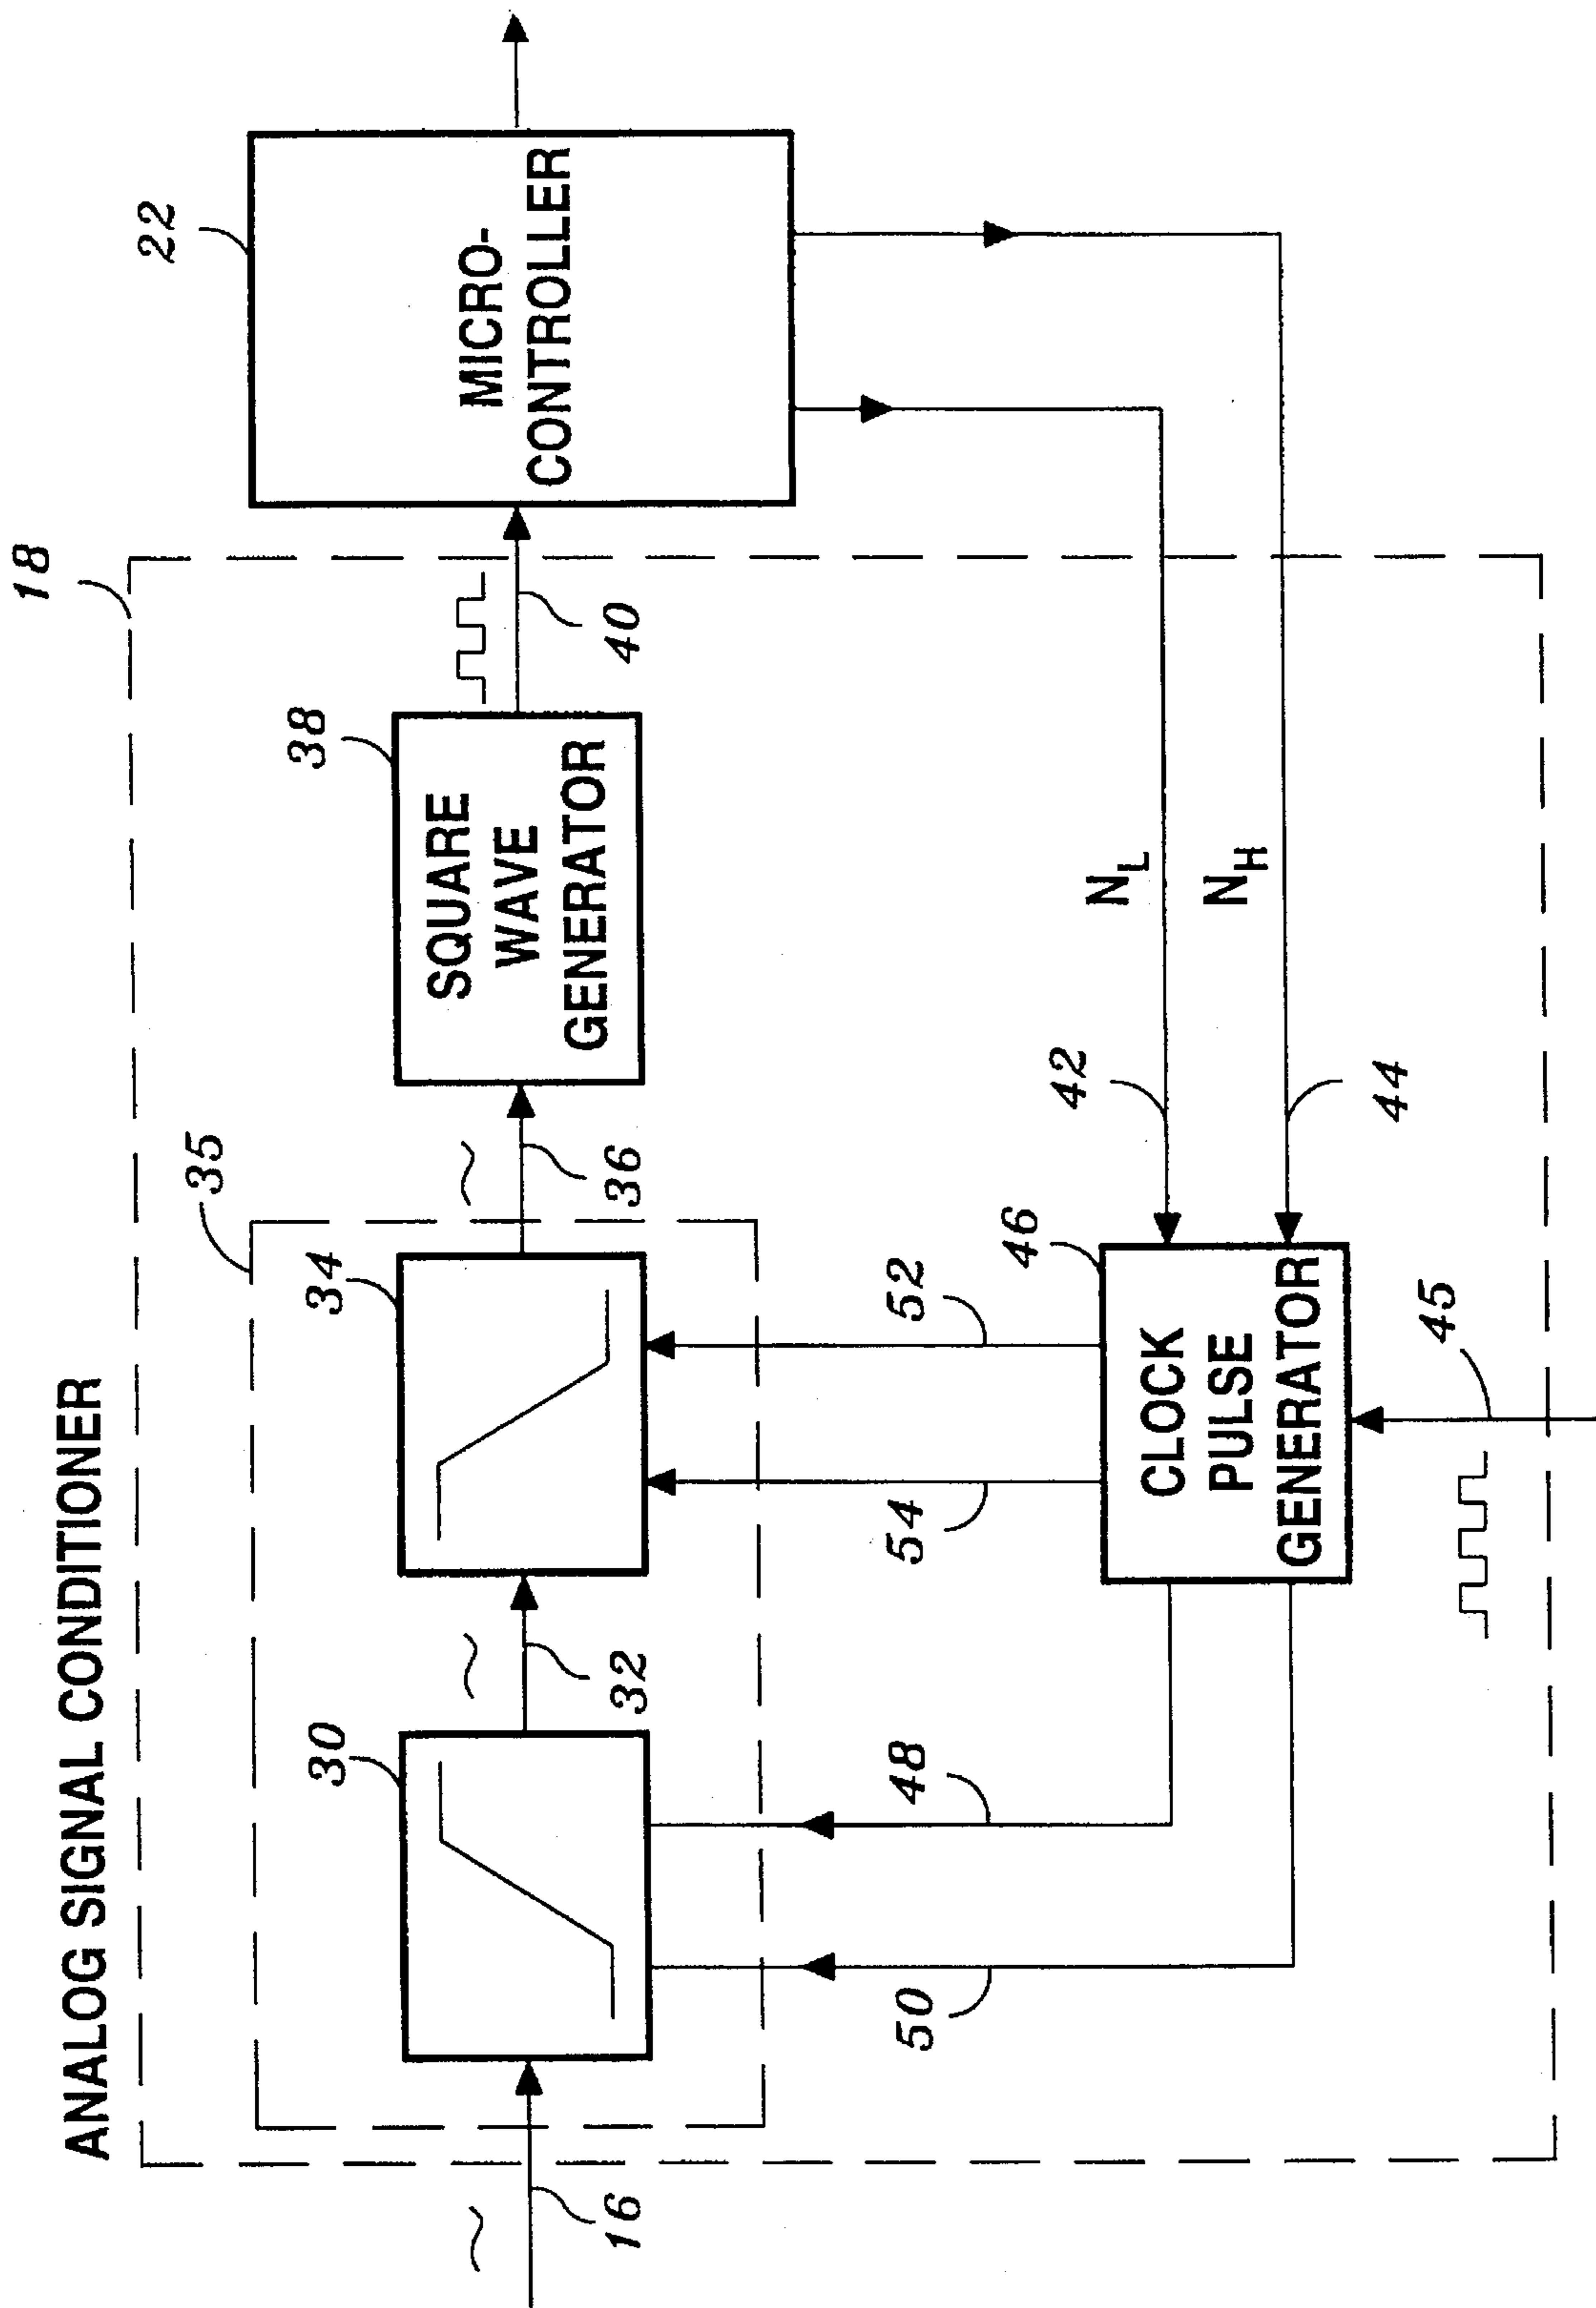 ANALOG SIGNAL CONDITIONER
18
35
22
30
34
38
SQUARE
WAVE
GENERATOR
MICRO-
CONTROLLER
16
32
36
40
50
48
54
52
46
42
44
N_L
N_H
CLOCK
PULSE
GENERATOR
45